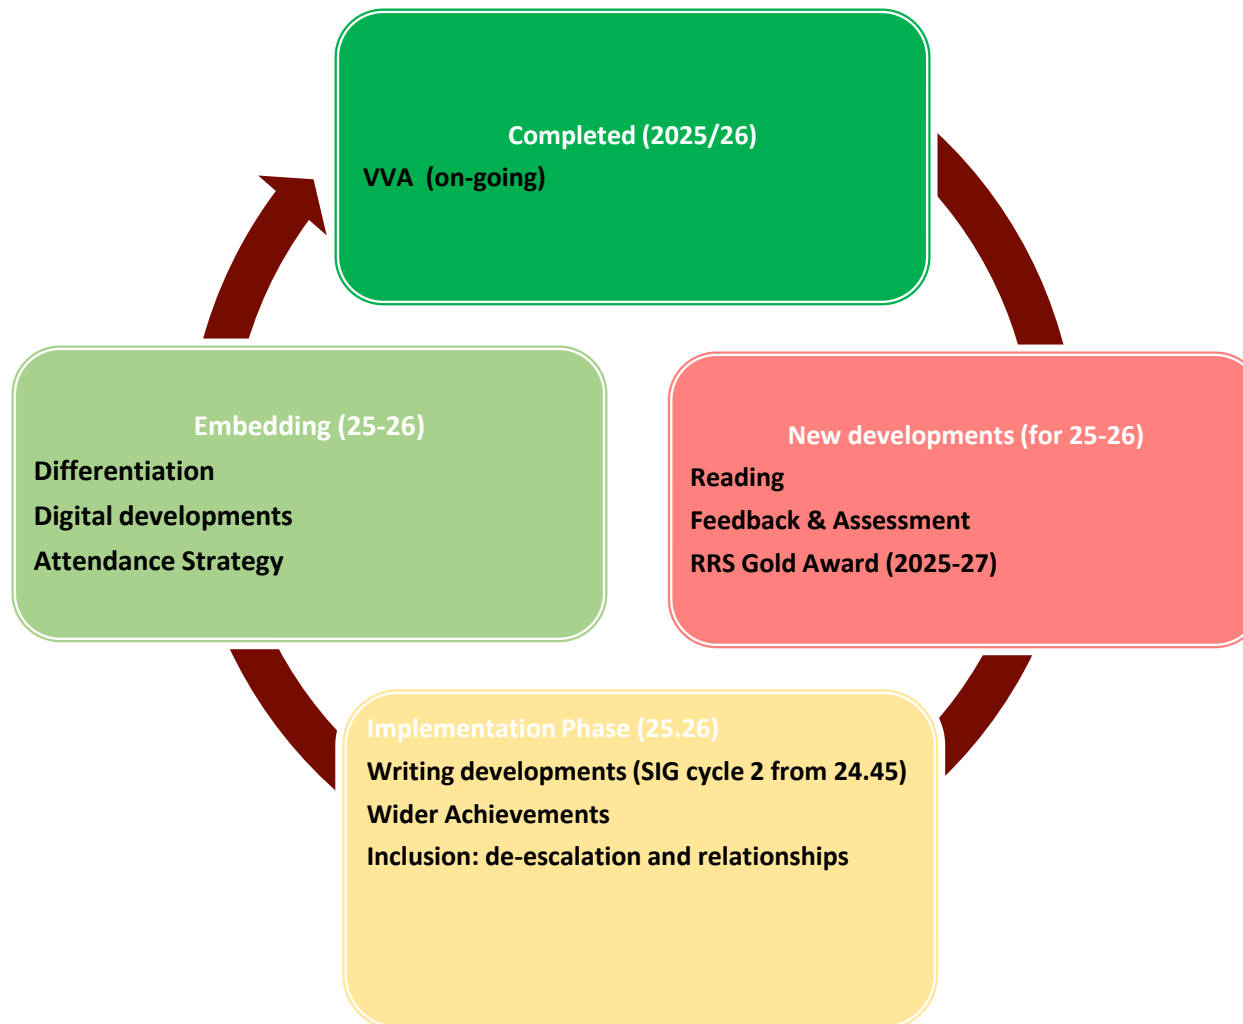 Completed (2025/26)
VVA  (on-going)
New developments (for 25-26)
Reading
Feedback & Assessment
RRS Gold Award (2025-27)
Implementation Phase (25.26)
Writing developments (SIG cycle 2 from 24.45)
Wider Achievements
Inclusion: de-escalation and relationships
Embedding (25-26)
Differentiation
Digital developments
Attendance Strategy